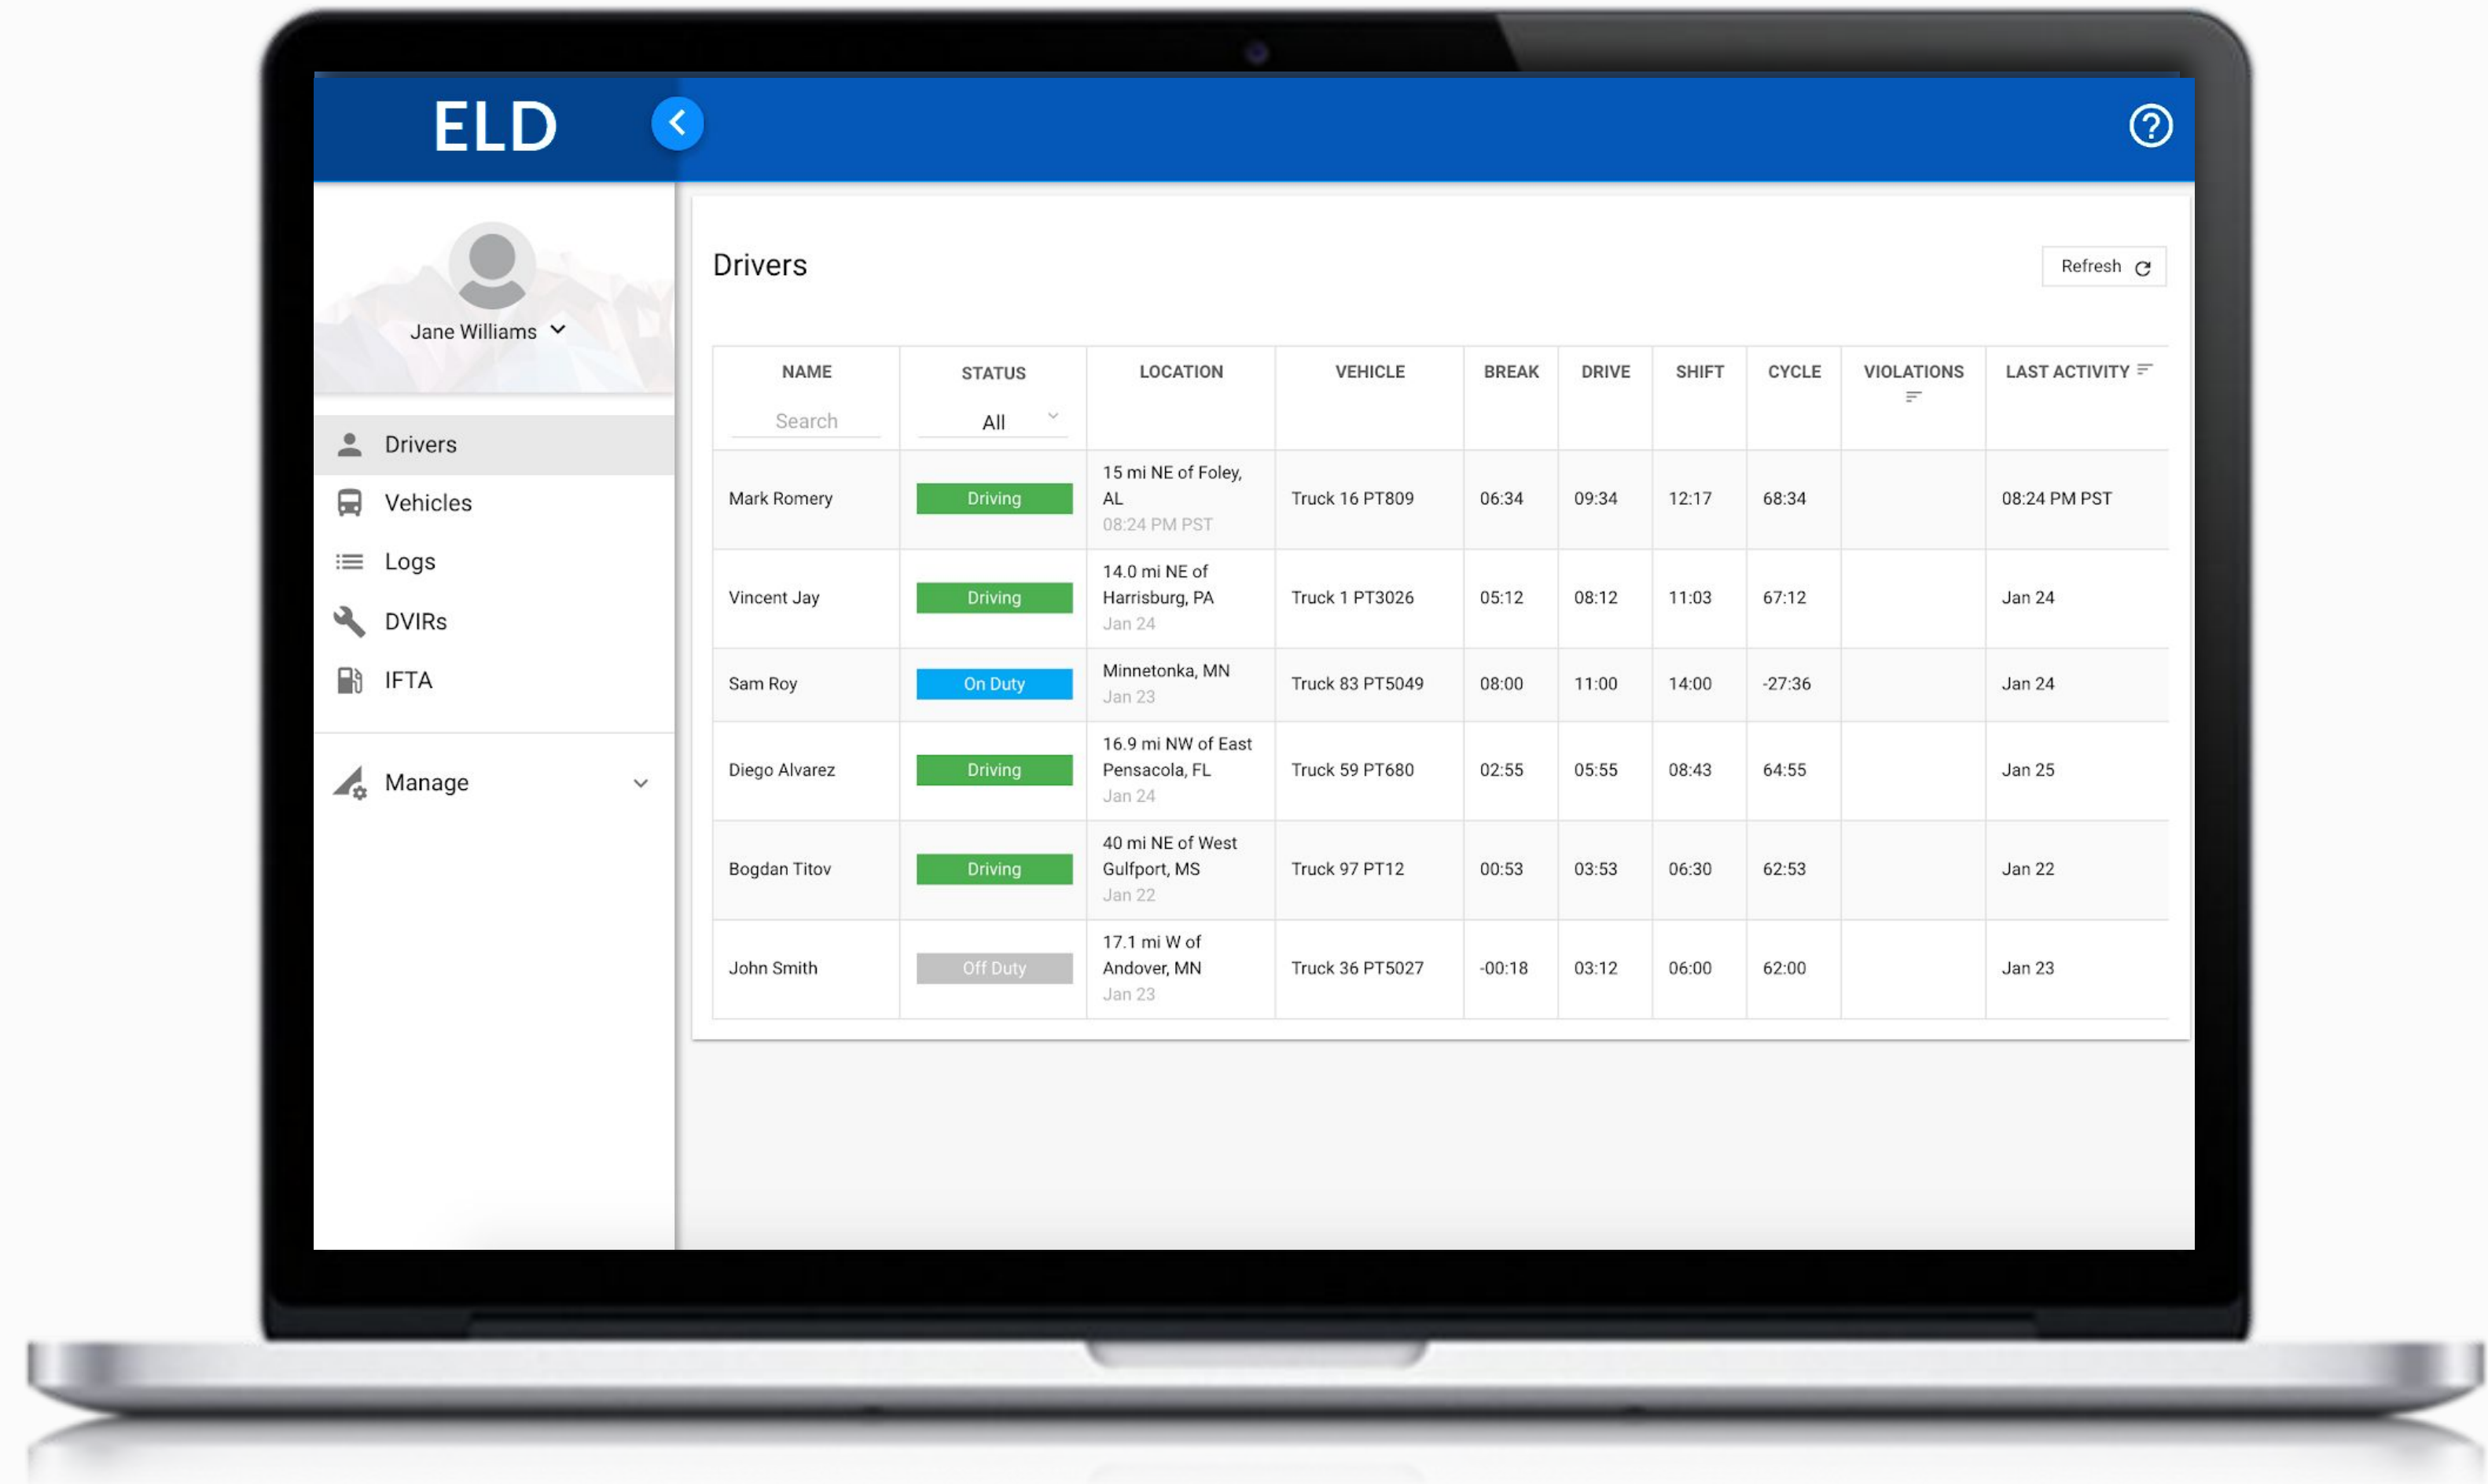 ELD
Jane Williams
Drivers
Vehicles
Logs
DVIRs
IFTA
Manage
Drivers
Refresh
NAME STATUS LOCATION VEHICLE BREAK DRIVE SHIFT CYCLE VIOLATIONS LAST ACTIVITY
Search All
Mark Romery Driving 15 mi NE of Foley, AL 08:24 PM PST Truck 16 PT809 06:34 09:34 12:17 68:34 08:24 PM PST
Vincent Jay Driving 14.0 mi NE of Harrisburg, PA Jan 24 Truck 1 PT3026 05:12 08:12 11:03 67:12 Jan 24
Sam Roy On Duty Minnetonka, MN Jan 23 Truck 83 PT5049 08:00 11:00 14:00 -27:36 Jan 24
Diego Alvarez Driving 16.9 mi NW of East Pensacola, FL Jan 24 Truck 59 PT680 02:55 05:55 08:43 64:55 Jan 25
Bogdan Titov Driving 40 mi NE of West Gulfport, MS Jan 22 Truck 97 PT12 00:53 03:53 06:30 62:53 Jan 22
John Smith Off Duty 17.1 mi W of Andover, MN Jan 23 Truck 36 PT5027 -00:18 03:12 06:00 62:00 Jan 23